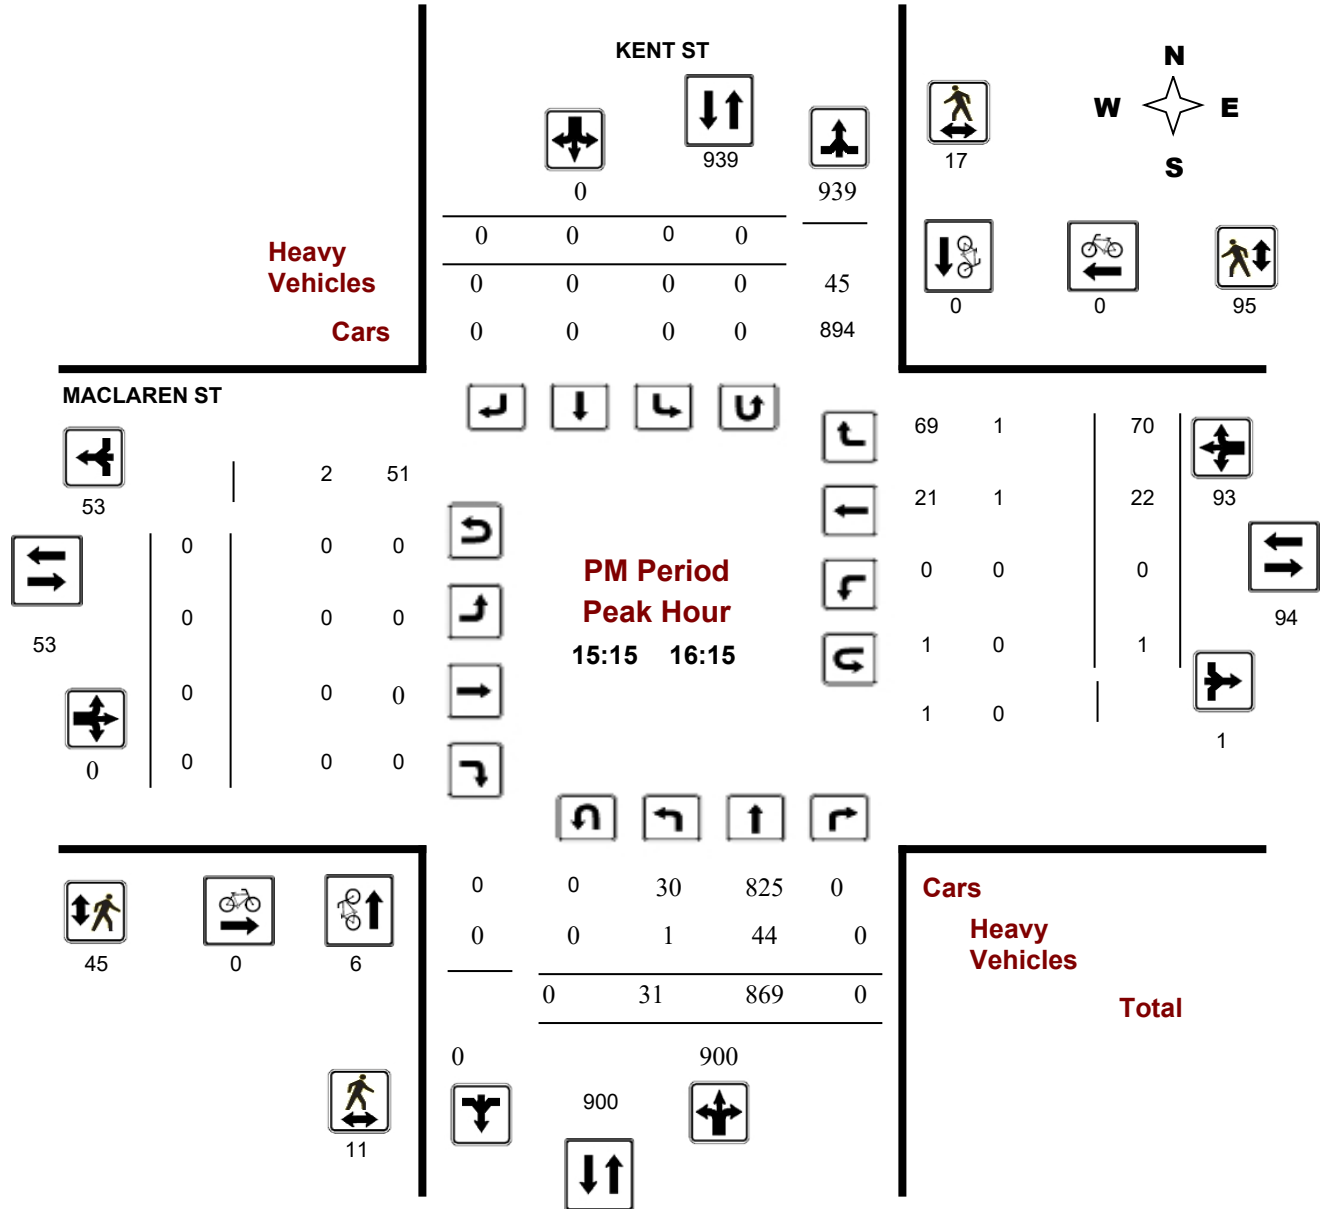 KENT ST
N
W E
S
939
17
0 939
0 0 0 0
Heavy
Vehicles
0 0 0 0 45
0 0 95
Cars
0 0 0 0 894
MACLAREN ST
69 1 70
2 51
53
21 1 22 93
0 0 0
PM Period
0 0 0
Peak Hour
0 0 0
94
53
15:15 16:15
1 0 1
0 0 0
1 0
1
0
0 0 0
0 0 30 825 0
Cars
0 0 1 44 0
Heavy
Vehicles
45 0 6
0 31 869 0
Total
0 900
900
11